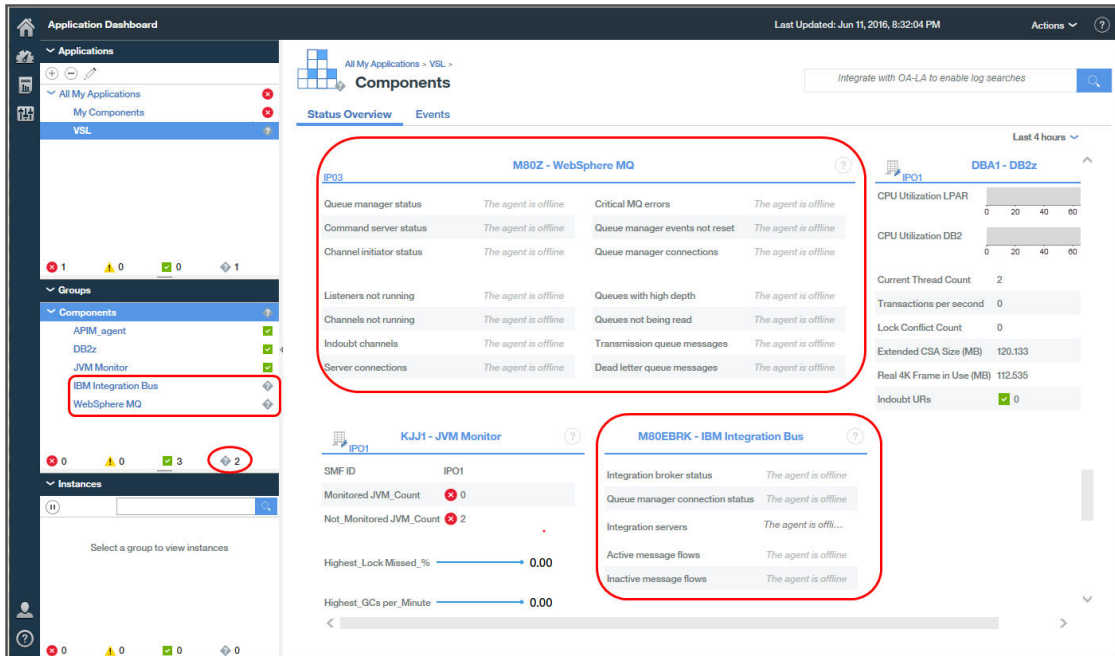 Application Dashboard
Last Updated: Jun 11, 2016, 8:32:04 PM
Actions
?
Applications
All My Applications
My Components
VSL
?
1
0
0
1
Groups
Components
?
APIM_agent
DB2z
JVM Monitor
IBM Integration Bus
?
WebSphere MQ
?
0
0
3
2
Instances
Select a group to view instances
0
0
0
0
All My Applications > VSL >
Components
Integrate with OA-LA to enable log searches
Status Overview Events
Last 4 hours
M80Z - WebSphere MQ
?
IP03
Queue manager status The agent is offline Critical MQ errors The agent is offline
Command server status The agent is offline Queue manager events not reset The agent is offline
Channel initiator status The agent is offline Queue manager connections The agent is offline
Listeners not running The agent is offline Queues with high depth The agent is offline
Channels not running The agent is offline Queues not being read The agent is offline
Indoubt channels The agent is offline Transmission queue messages The agent is offline
Server connections The agent is offline Dead letter queue messages The agent is offline
DBA1 - DB2z
IPO1
CPU Utilization LPAR
0 20 40 60
CPU Utilization DB2
0 20 40 60
Current Thread Count 2
Transactions per second 0
Lock Conflict Count 0
Extended CSA Size (MB) 120.133
Real 4K Frame in Use (MB) 112.535
Indoubt URs 0
KJJ1 - JVM Monitor
?
IPO1
SMF ID IPO1
Monitored JVM_Count 0
Not_Monitored JVM_Count 2
Highest_Lock Missed_% 0.00
Highest_GCs per_Minute 0.00
M80EBRK - IBM Integration Bus
?
Integration broker status The agent is offline
Queue manager connection status The agent is offline
Integration servers The agent is offli...
Active message flows The agent is offline
Inactive message flows The agent is offline
?